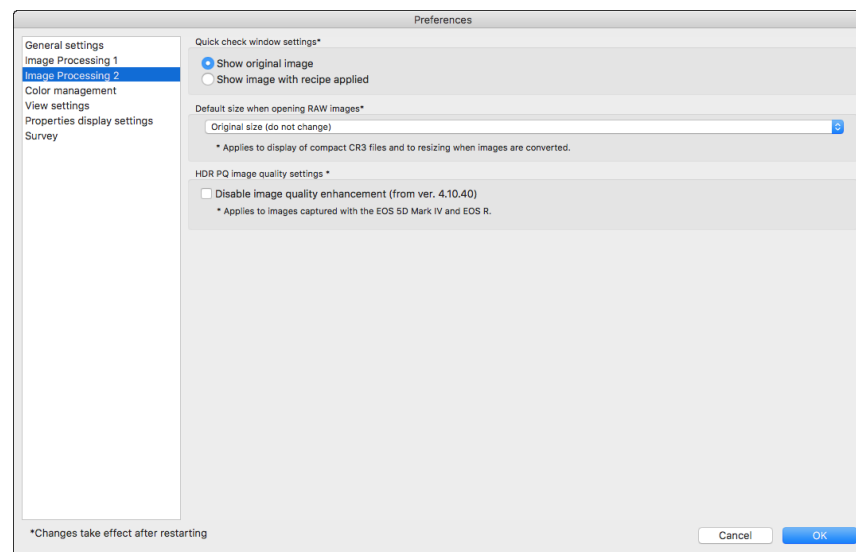 Preferences
General settings
Image Processing 1
Image Processing 2
Color management
View settings
Properties display settings
Survey
Quick check window settings*
Show original image
Show image with recipe applied
Default size when opening RAW images*
Original size (do not change)
* Applies to display of compact CR3 files and to resizing when images are converted.
HDR PQ image quality settings *
Disable image quality enhancement (from ver. 4.10.40)
* Applies to images captured with the EOS 5D Mark IV and EOS R.
*Changes take effect after restarting
Cancel
OK